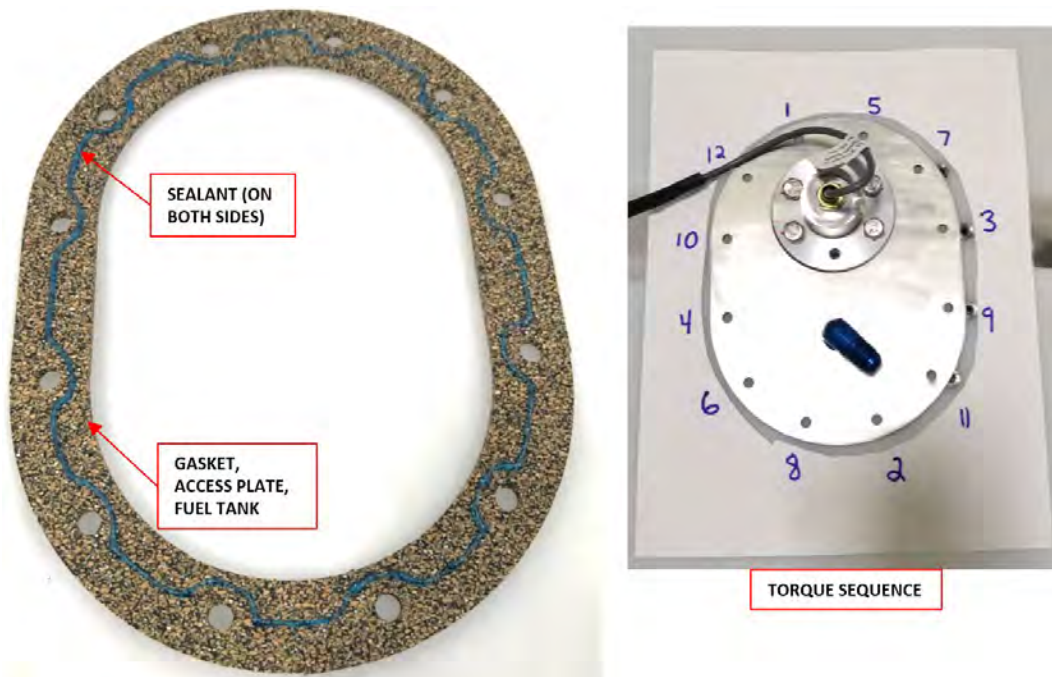 SEALANT (ON
BOTH SIDES)
GASKET,
ACCESS PLATE,
FUEL TANK
1
5
7
12
3
10
4
9
6
11
8
2
TORQUE SEQUENCE